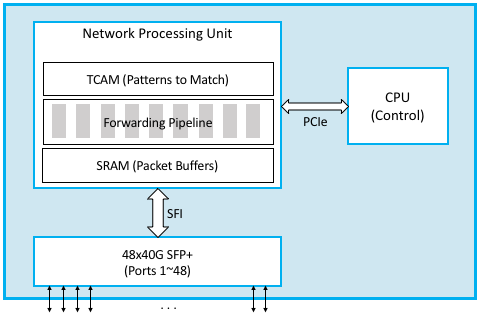 Network Processing Unit
TCAM (Patterns to Match)
Forwarding Pipeline
SRAM (Packet Buffers)
PCIe
CPU
(Control)
SFI
48x40G SFP+
(Ports 1~48)
. . .